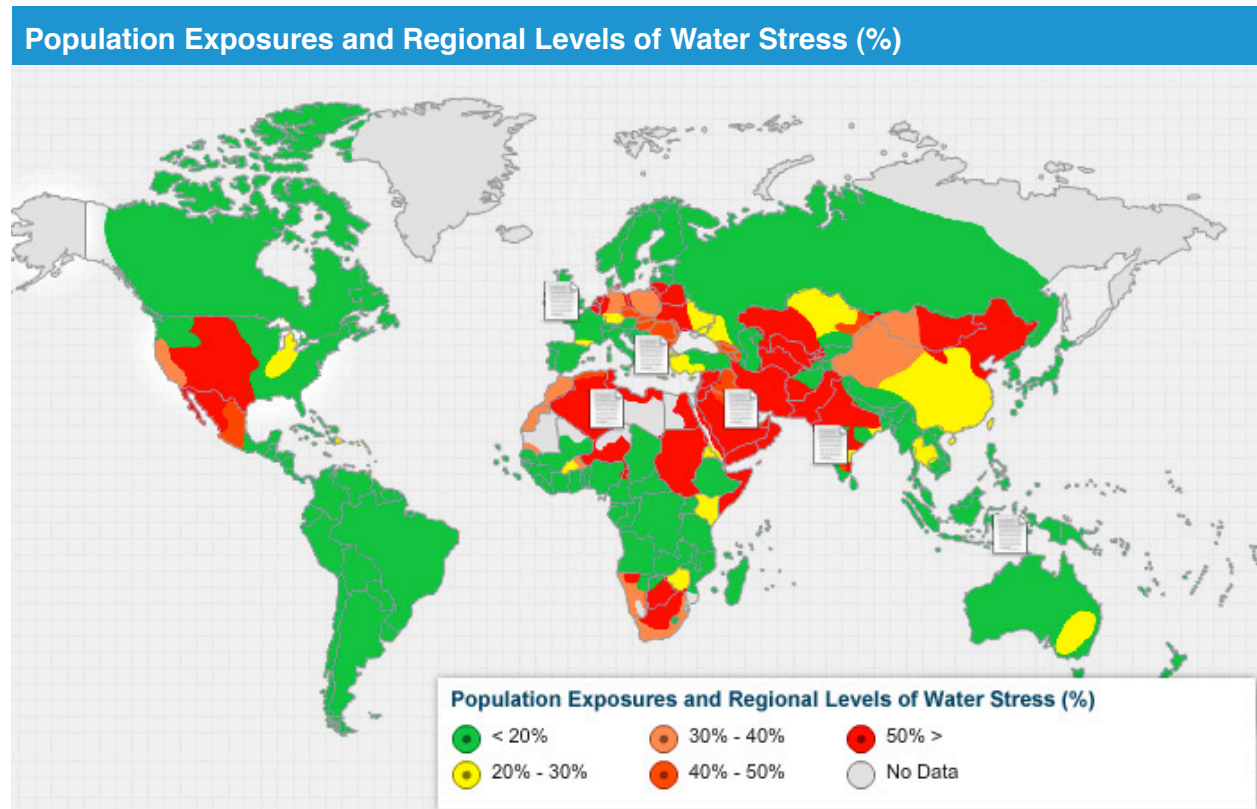 Population Exposures and Regional Levels of Water Stress (%)
Population Exposures and Regional Levels of Water Stress (%)
< 20%
30% - 40%
50% >
20% - 30%
40% - 50%
No Data